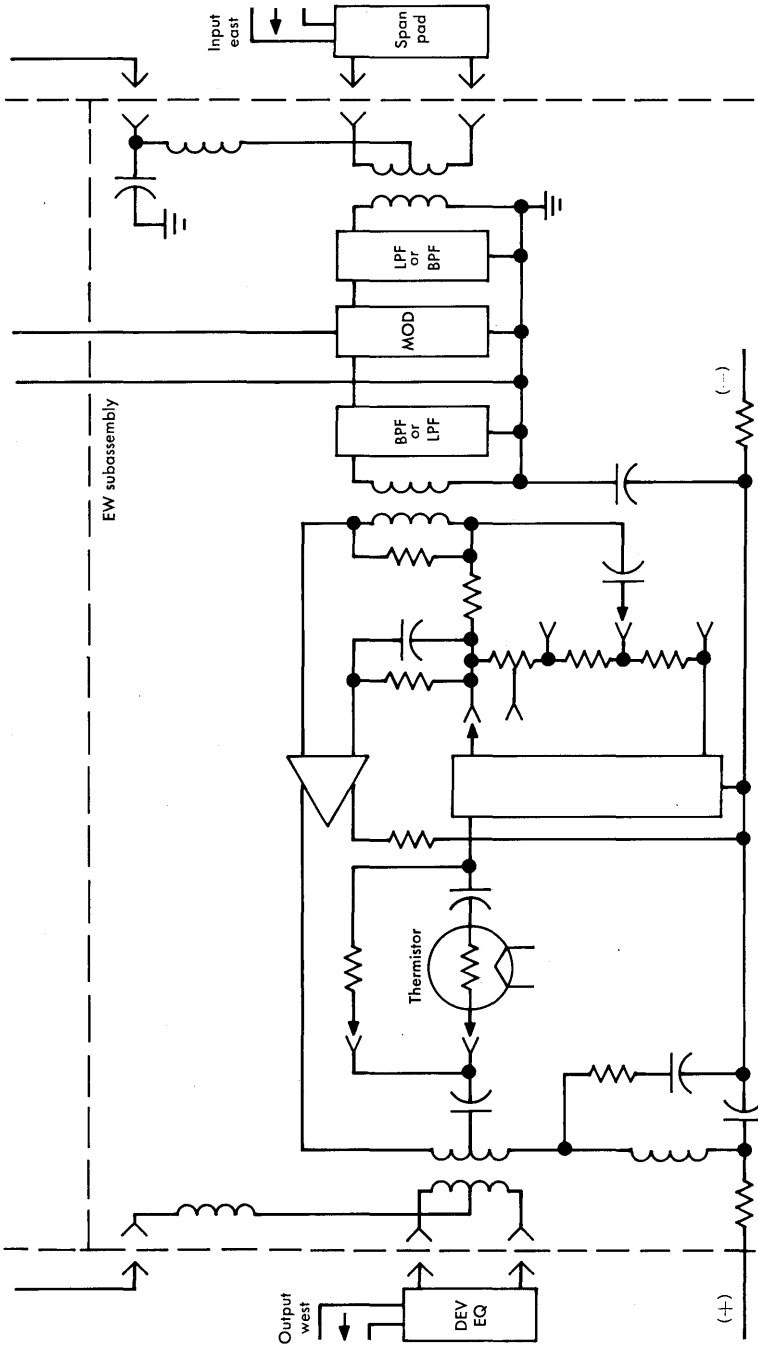 Input
east
Span
pad
EW subassembly
LPF
or
BPF
MOD
BPF
or
LPF
(—)
Thermistor
Output
west
DEV
EQ
(+)